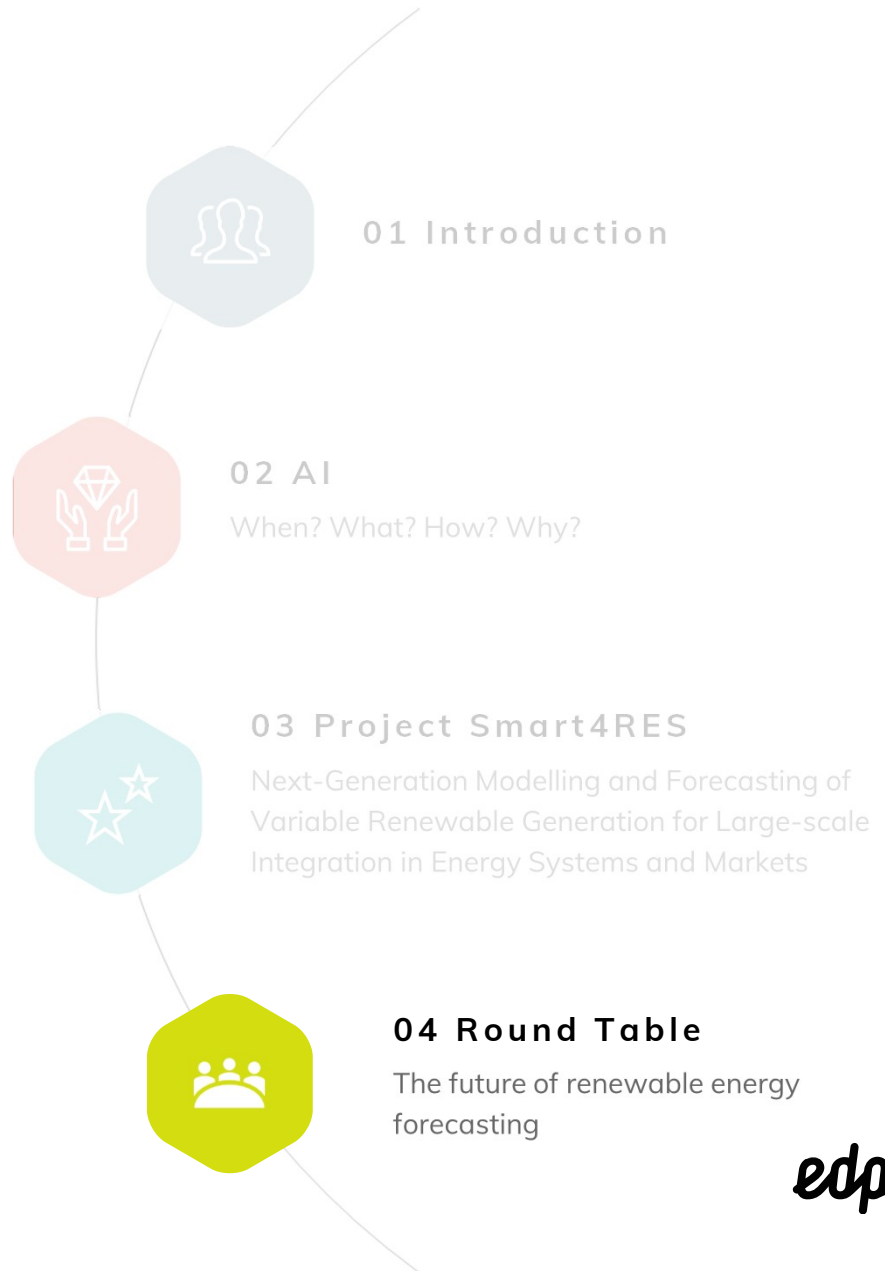 01 Introduction
02 AI
When? What? How? Why?
03 Project Smart4RES
Next-Generation Modelling and Forecasting of
Variable Renewable Generation for Large-scale
Integration in Energy Systems and Markets
04 Round Table
The future of renewable energy
forecasting
edp